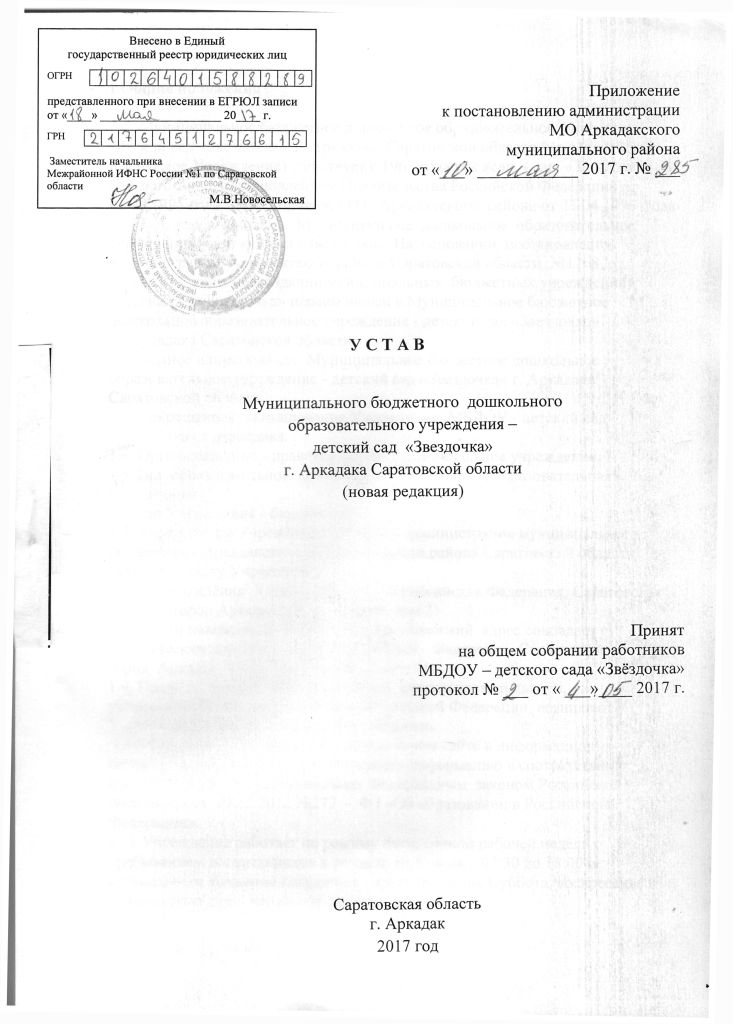 Внесено в Единый
государственный реестр юридических лиц
ОГРН 1026401588289
представленного при внесении в ЕГРЮЛ записи
от «18» мая 2017 г.
ГРН 2176451276615
Заместитель начальника
Межрайонной ИФНС России №1 по Саратовской
области
М.В.Новосельская
Приложение
к постановлению администрации
МО Аркадакского
муниципального района
от «10» мая 2017 г. № 285
У С Т А В
Муниципального бюджетного дошкольного
образовательного учреждения –
детский сад «Звездочка»
г. Аркадака Саратовской области
(новая редакция)
Принят
на общем собрании работников
МБДОУ – детского сада «Звёздочка»
протокол № 2 от « 4 » 05 2017 г.
Саратовская область
г. Аркадак
2017 год